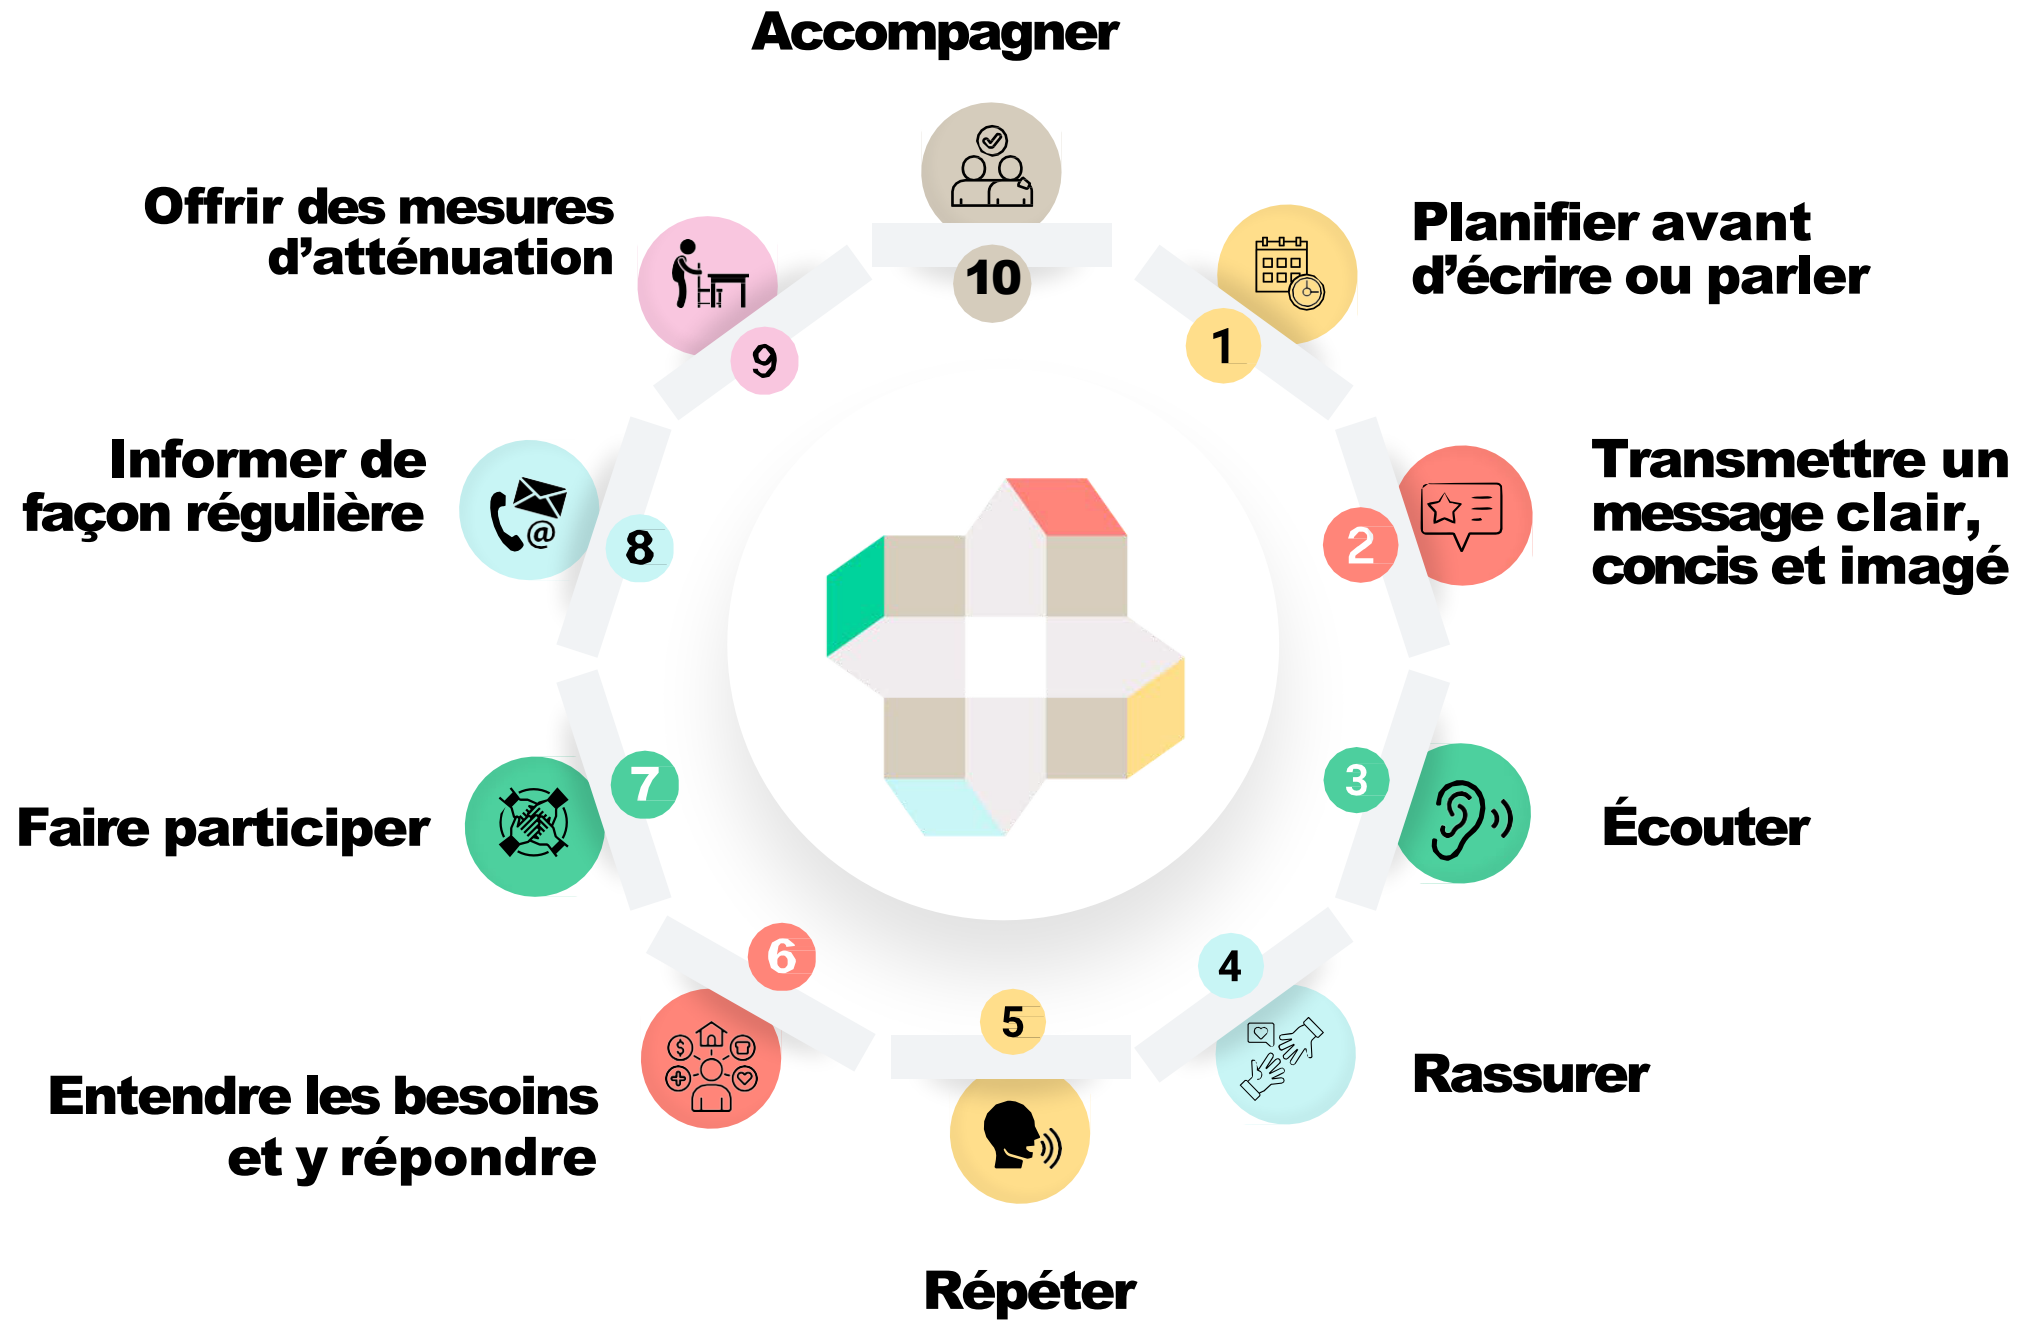 Accompagner
10
1
Planifier avant
d’écrire ou parler
2
Transmettre un
message clair,
concis et imagé
3
Écouter
4
Rassurer
5
Répéter
6
Entendre les besoins
et y répondre
$
7
Faire participer
8
Informer de
façon régulière
@
9
Offrir des mesures
d’atténuation